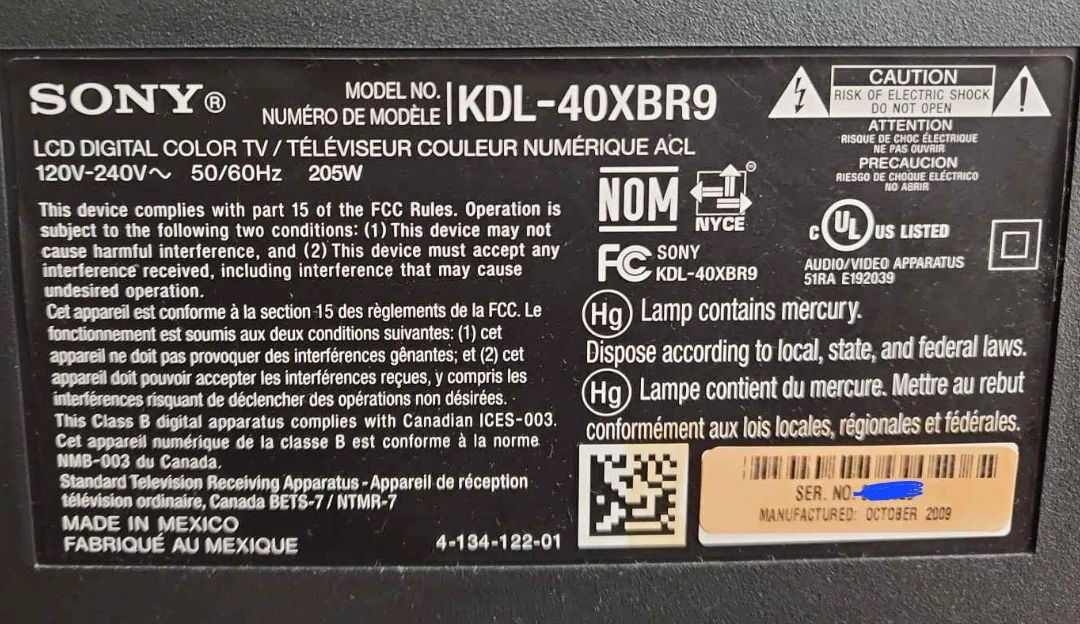 SONY®
MODEL NO.
NUMÉRO DE MODÈLE
KDL-40XBR9
LCD DIGITAL COLOR TV / TÉLÉVISEUR COULEUR NUMÉRIQUE ACL
120V-240V~ 50/60Hz 205W
This device complies with part 15 of the FCC Rules. Operation is
subject to the following two conditions: (1) This device may not
cause harmful interference, and (2) This device must accept any
interference received, including interference that may cause
undesired operation.
Cet appareil est conforme à la section 15 des règlements de la FCC. Le
fonctionnement est soumis aux deux conditions suivantes: (1) cet
appareil ne doit pas provoquer des interférences gênantes; et (2) cet
appareil doit pouvoir accepter les interférences reçues, y compris les
interférences risquant de déclencher des opérations non désirées.
This Class B digital apparatus complies with Canadian ICES-003.
Cet appareil numérique de la classe B est conforme à la norme
NMB-003 du Canada.
Standard Television Receiving Apparatus - Appareil de réception
télévision ordinaire, Canada BETS-7 / NTMR-7
MADE IN MEXICO
FABRIQUÉ AU MEXIQUE
4-134-122-01
CAUTION
RISK OF ELECTRIC SHOCK
DO NOT OPEN
ATTENTION
RISQUE DE CHOC ÉLECTRIQUE
NE PAS OUVRIR
PRECAUCION
RIESGO DE CHOQUE ELÉCTRICO
NO ABRIR
NOM
NYCE
FC SONY
KDL-40XBR9
C UL US LISTED
AUDIO/VIDEO APPARATUS
51RA E192039
Hg Lamp contains mercury.
Dispose according to local, state, and federal laws.
Hg Lampe contient du mercure. Mettre au rebut
conformément aux lois locales, régionales et fédérales.
SER. NO.
MANUFACTURED: OCTOBER 2009